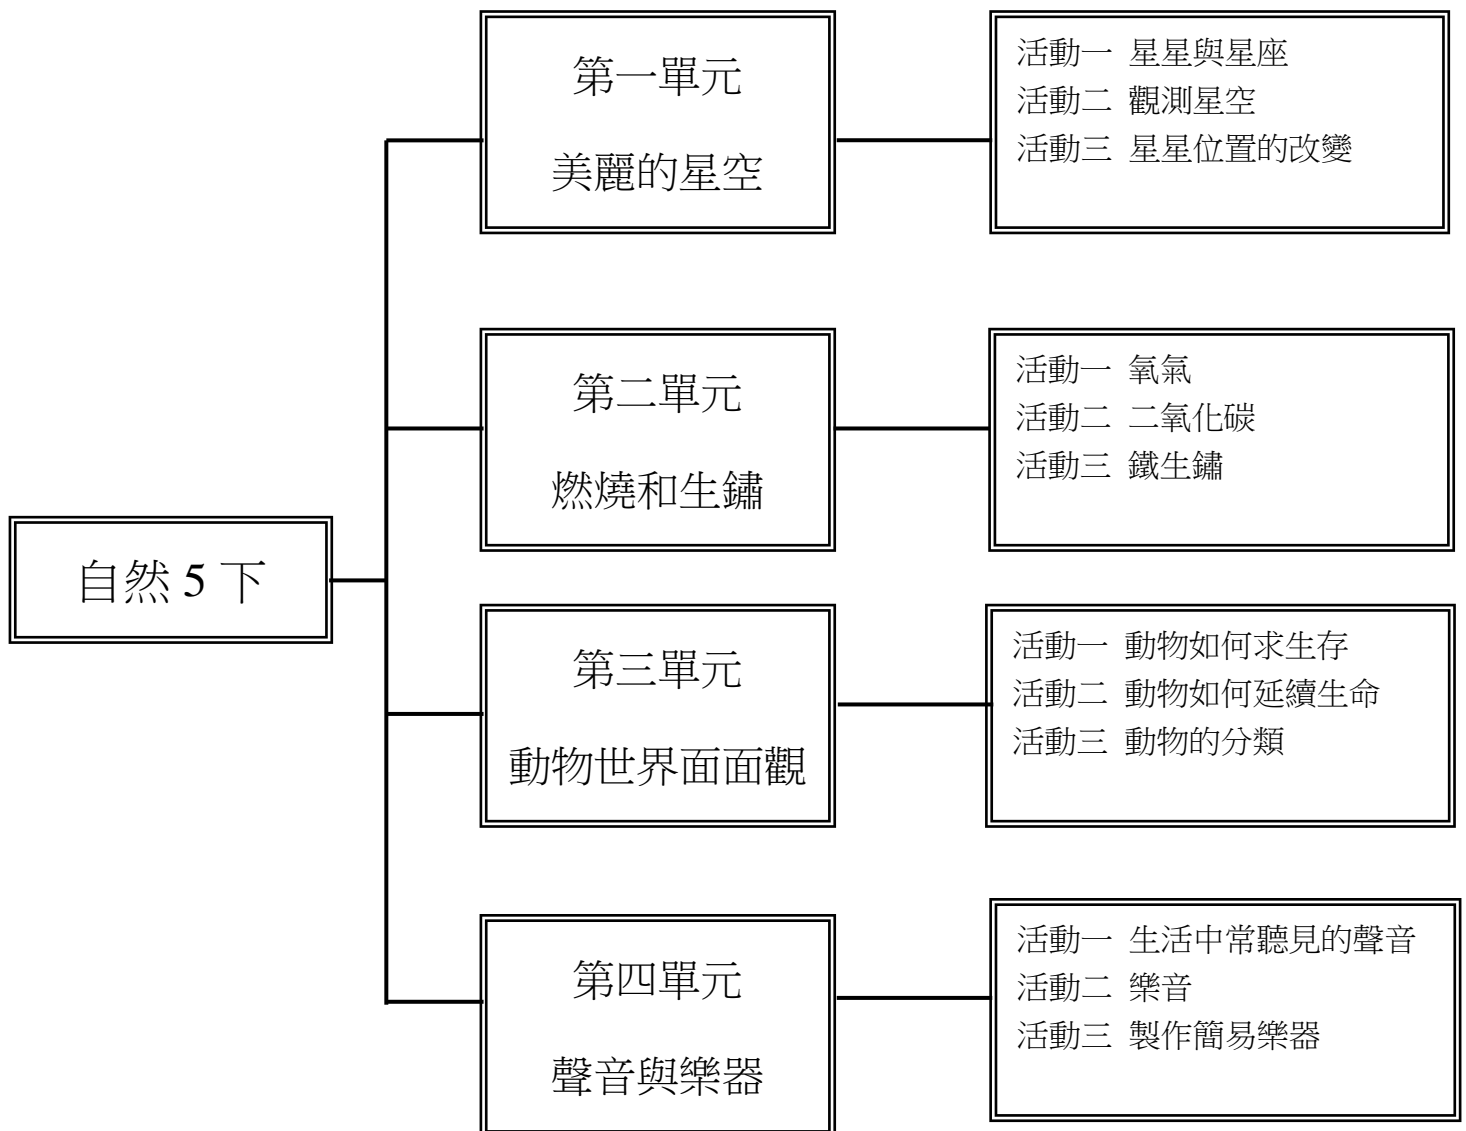 自然 5 下
第一單元
美麗的星空
活動一 星星與星座
活動二 觀測星空
活動三 星星位置的改變
第二單元
燃燒和生鏽
活動一 氧氣
活動二 二氧化碳
活動三 鐵生鏽
第三單元
動物世界面面觀
活動一 動物如何求生存
活動二 動物如何延續生命
活動三 動物的分類
第四單元
聲音與樂器
活動一 生活中常聽見的聲音
活動二 樂音
活動三 製作簡易樂器